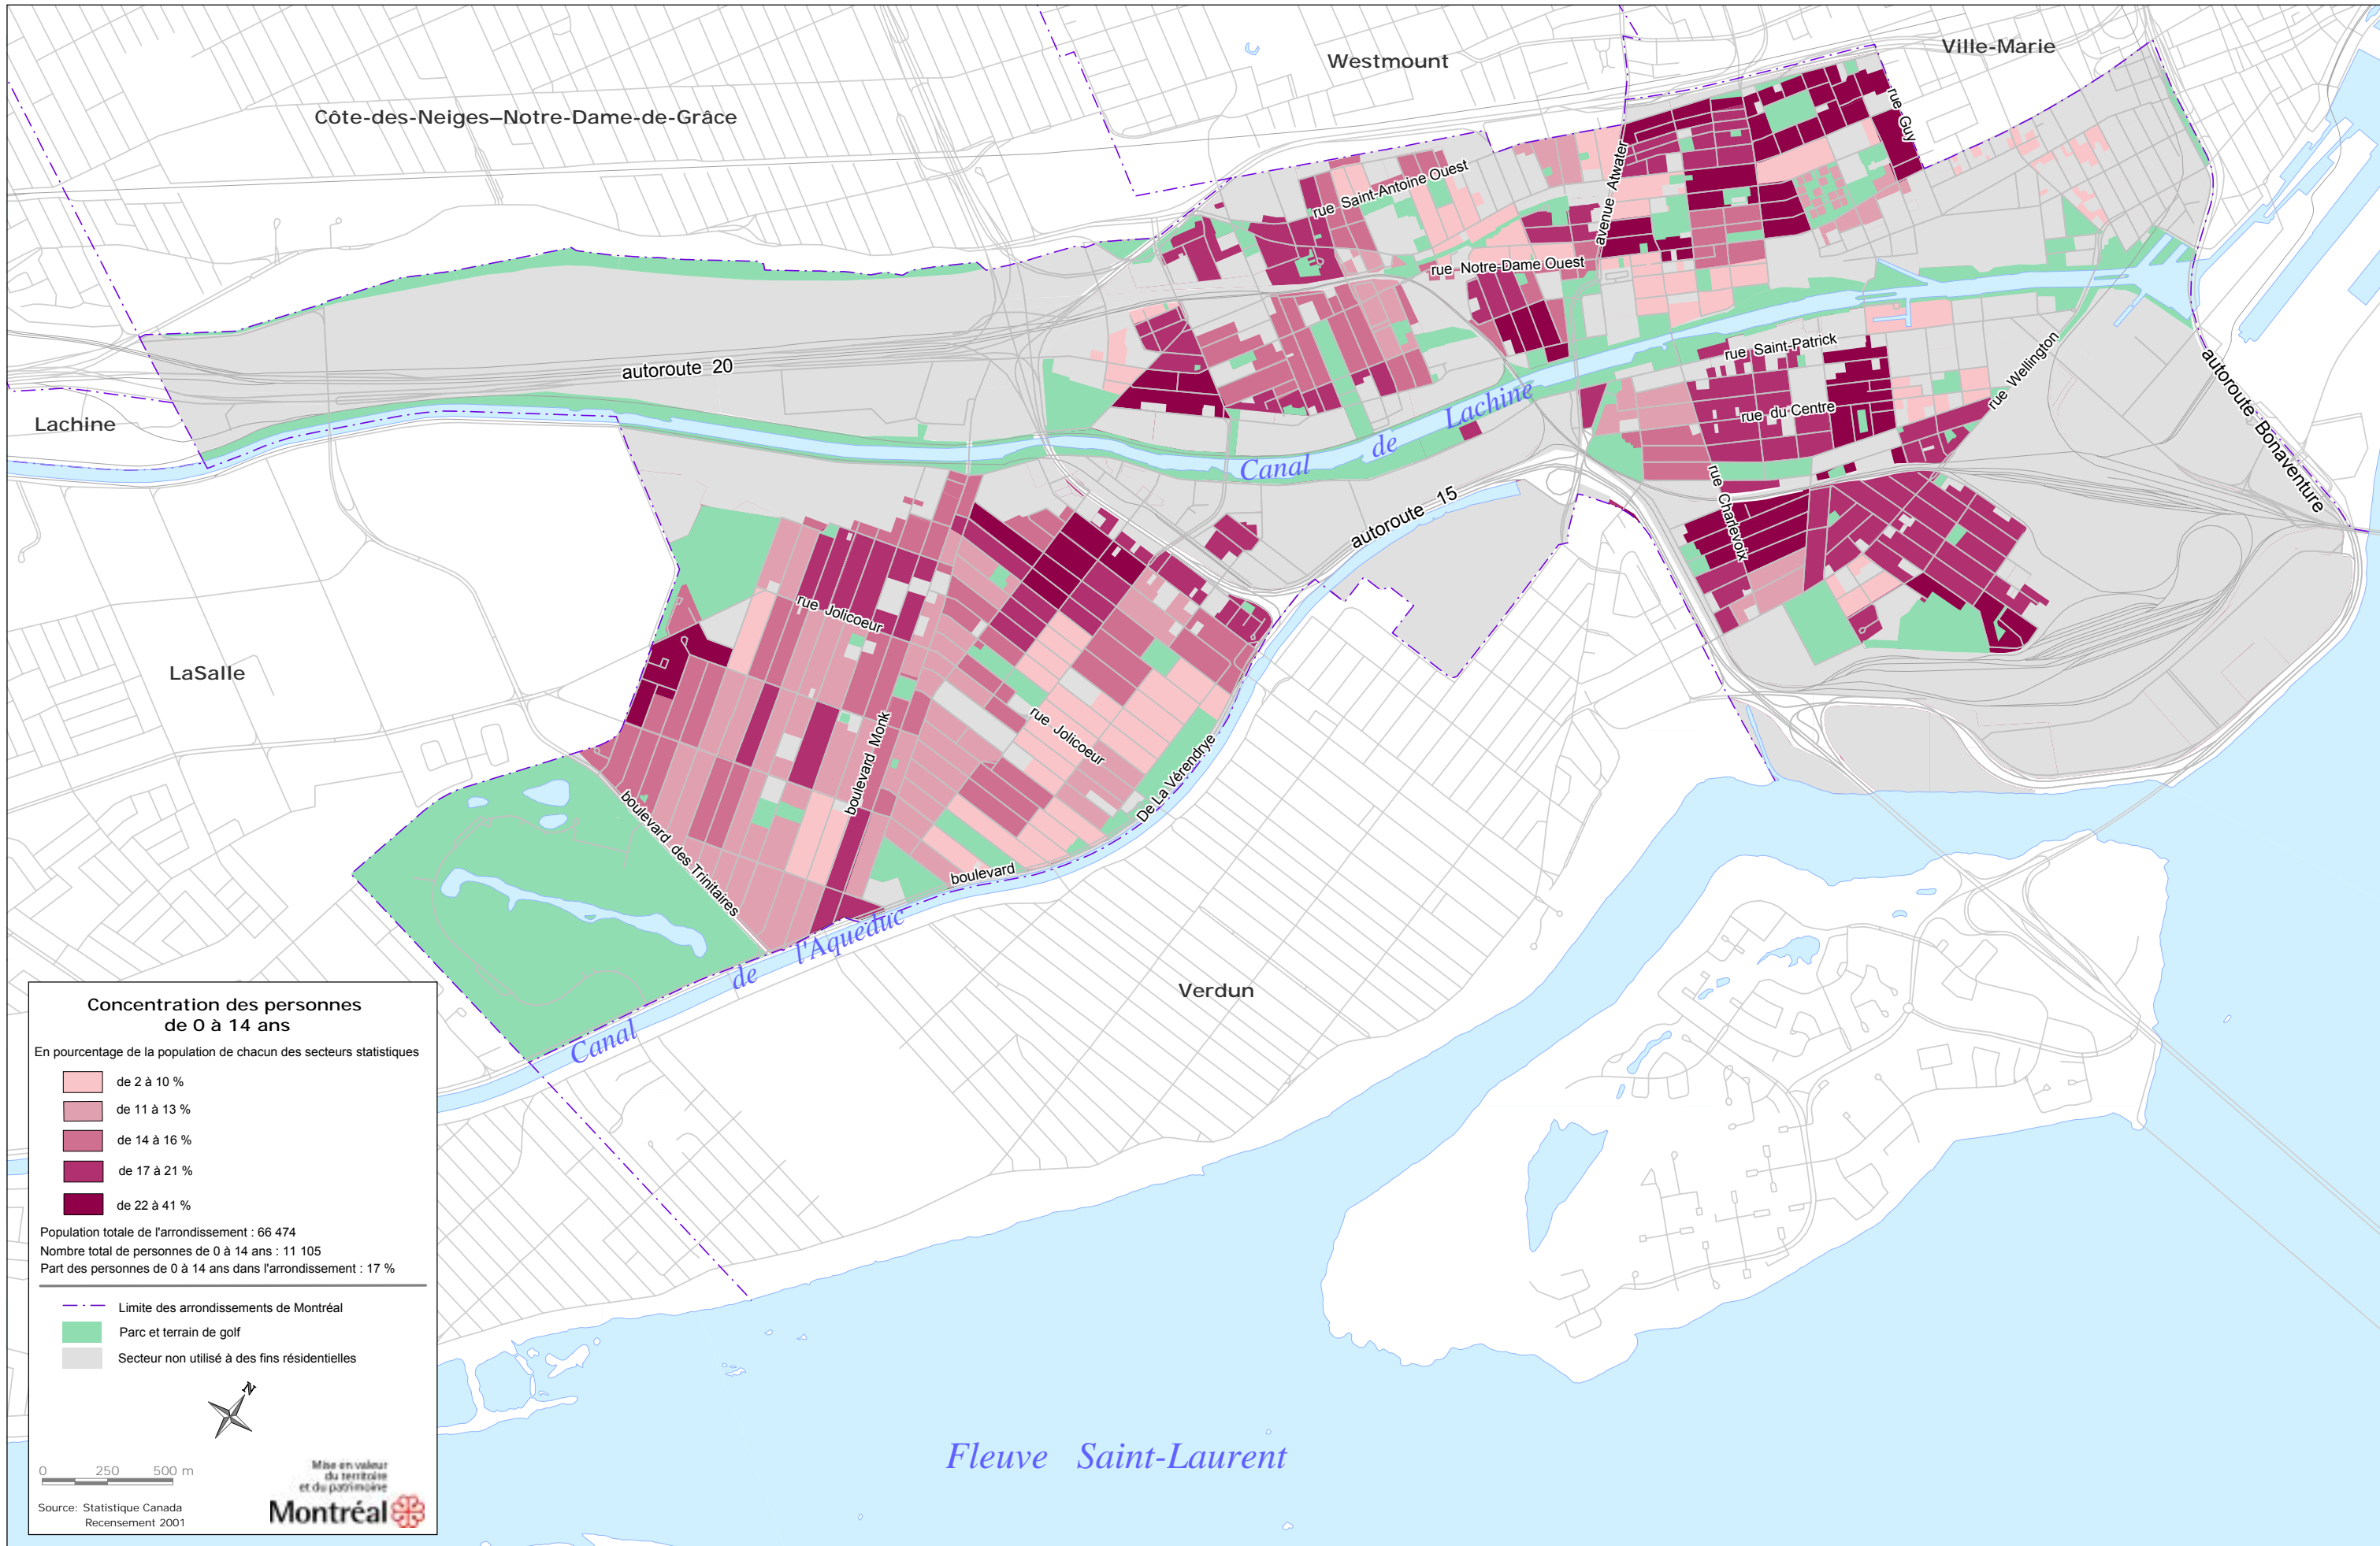 Westmount
Ville-Marie
Côte-des-Neiges–Notre-Dame-de-Grâce
rue Guy
avenue Atwater
rue Saint-Antoine Ouest
rue Notre-Dame Ouest
autoroute 20
rue Saint-Patrick
rue Wellington
autoroute Bonaventure
Lachine
rue du Centre
Canal de Lachine
autoroute 15
rue Charlevoix
rue Jolicoeur
LaSalle
rue Jolicoeur
boulevard Monk
De La Vérendrye
boulevard
boulevard des Trinitaires
Canal de l'Aqueduc
Verdun
Fleuve Saint-Laurent
Concentration des personnes
de 0 à 14 ans
En pourcentage de la population de chacun des secteurs statistiques
de 2 à 10 %
de 11 à 13 %
de 14 à 16 %
de 17 à 21 %
de 22 à 41 %
Population totale de l'arrondissement : 66 474
Nombre total de personnes de 0 à 14 ans : 11 105
Part des personnes de 0 à 14 ans dans l'arrondissement : 17 %
Limite des arrondissements de Montréal
Parc et terrain de golf
Secteur non utilisé à des fins résidentielles
N
0 250 500 m
Mise en valeur
du territoire
et du patrimoine
Montréal
Source: Statistique Canada
Recensement 2001